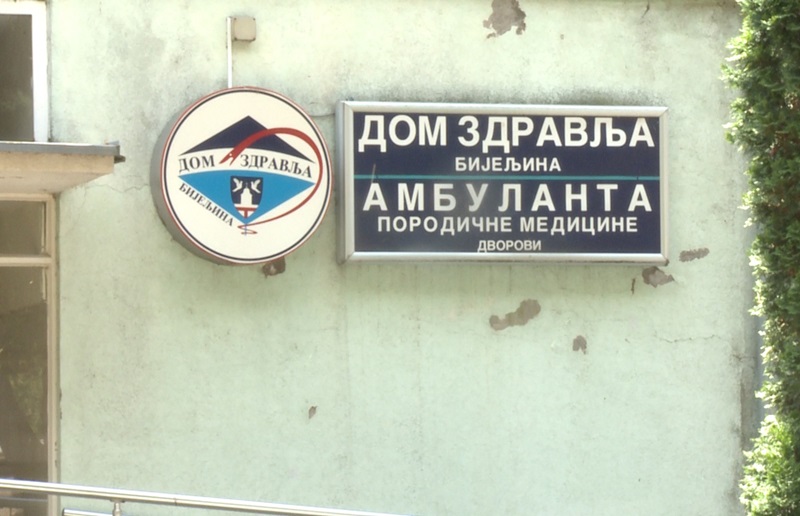 ДОМ ЗДРАВЉА
БИЈЕЉИНА
ДОМ ЗДРАВЉА
БИЈЕЉИНА
АМБУЛАНТА
ПОРОДИЧНЕ МЕДИЦИНЕ
ДВОРОВИ